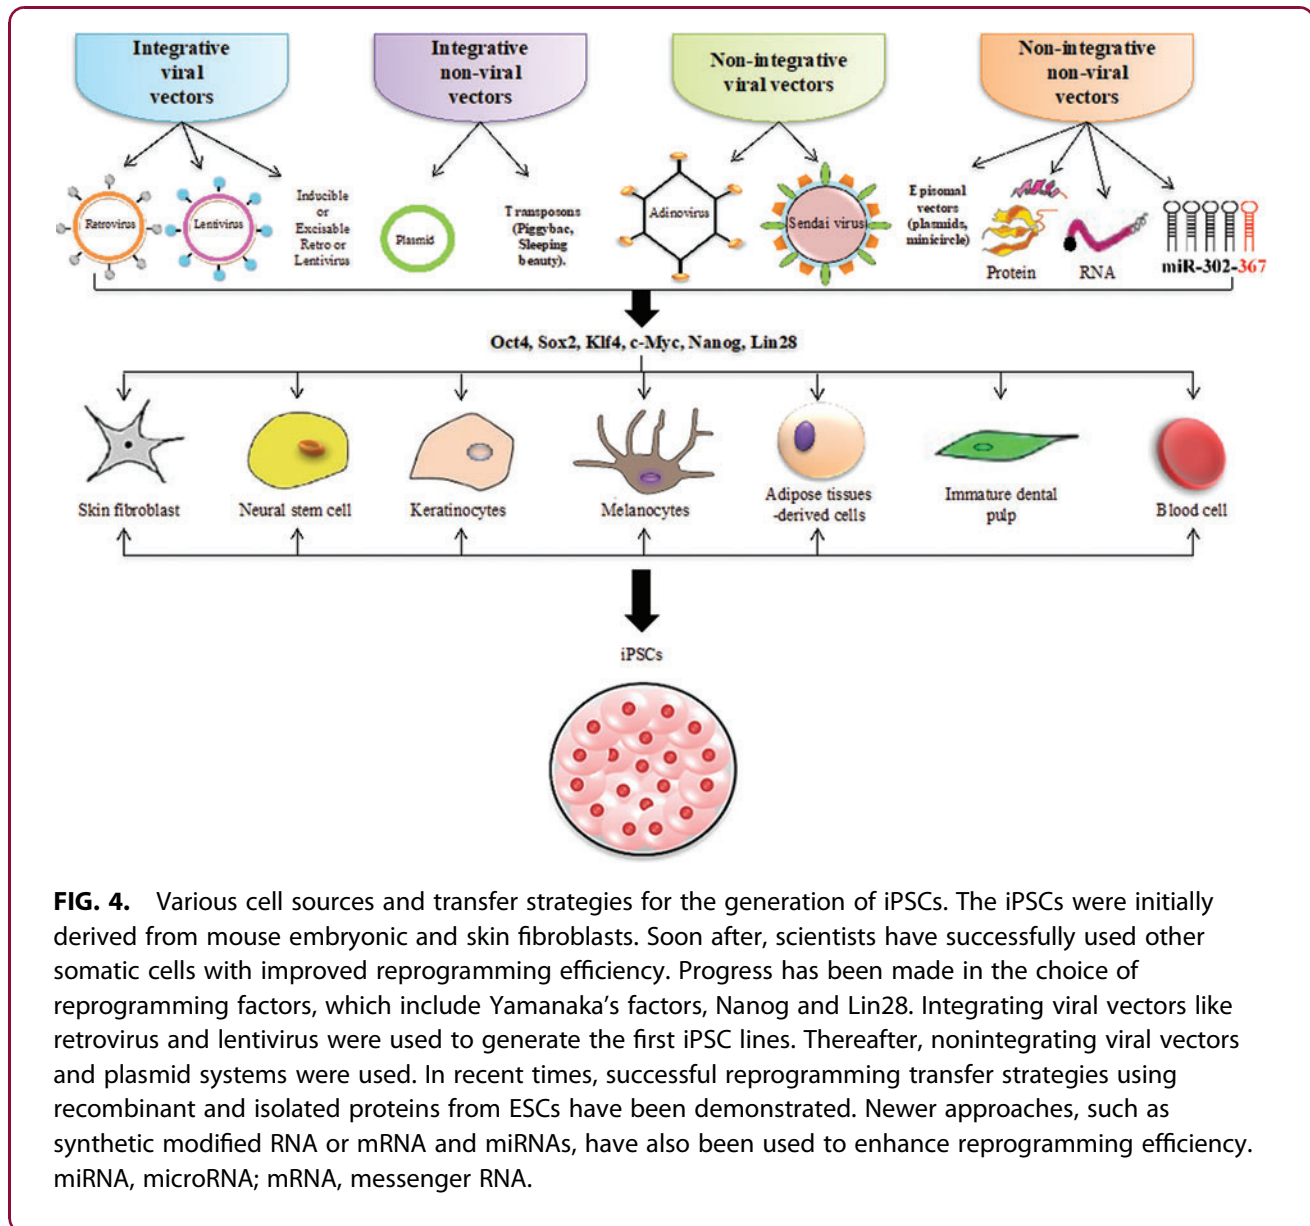 Integrative
viral
vectors
Integrative
non-viral
vectors
Non-integrative
viral vectors
Non-integrative
non-viral
vectors
Retrovirus
Lentivirus
Inducible
or
Excisable
Retro or
Lentivirus
Plasmid
Transposons
(Piggybac,
Sleeping
beauty).
Adinovirus
Sendai virus
Episomal
vectors
(plasmids,
minicircle)
Protein
RNA
miR-302-367
Oct4, Sox2, Klf4, c-Myc, Nanog, Lin28
Skin fibroblast
Neural stem cell
Keratinocytes
Melanocytes
Adipose tissues
-derived cells
Immature dental
pulp
Blood cell
iPSCs
FIG. 4. Various cell sources and transfer strategies for the generation of iPSCs. The iPSCs were initially
derived from mouse embryonic and skin fibroblasts. Soon after, scientists have successfully used other
somatic cells with improved reprogramming efficiency. Progress has been made in the choice of
reprogramming factors, which include Yamanaka's factors, Nanog and Lin28. Integrating viral vectors like
retrovirus and lentivirus were used to generate the first iPSC lines. Thereafter, nonintegrating viral vectors
and plasmid systems were used. In recent times, successful reprogramming transfer strategies using
recombinant and isolated proteins from ESCs have been demonstrated. Newer approaches, such as
synthetic modified RNA or mRNA and miRNAs, have also been used to enhance reprogramming efficiency.
miRNA, microRNA; mRNA, messenger RNA.